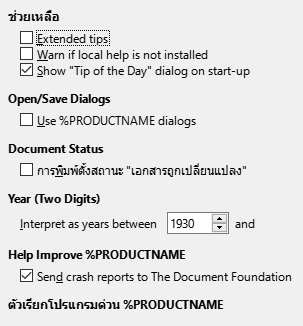 ช่วยเหลือ
Extended tips
Warn if local help is not installed
Show "Tip of the Day" dialog on start-up
Open/Save Dialogs
Use %PRODUCTNAME dialogs
Document Status
การพิมพ์ตั้งสถานะ "เอกสารถูกเปลี่ยนแปลง"
Year (Two Digits)
Interpret as years between 1930 and
Help Improve %PRODUCTNAME
Send crash reports to The Document Foundation
ตัวเรียกโปรแกรมด่วน %PRODUCTNAME